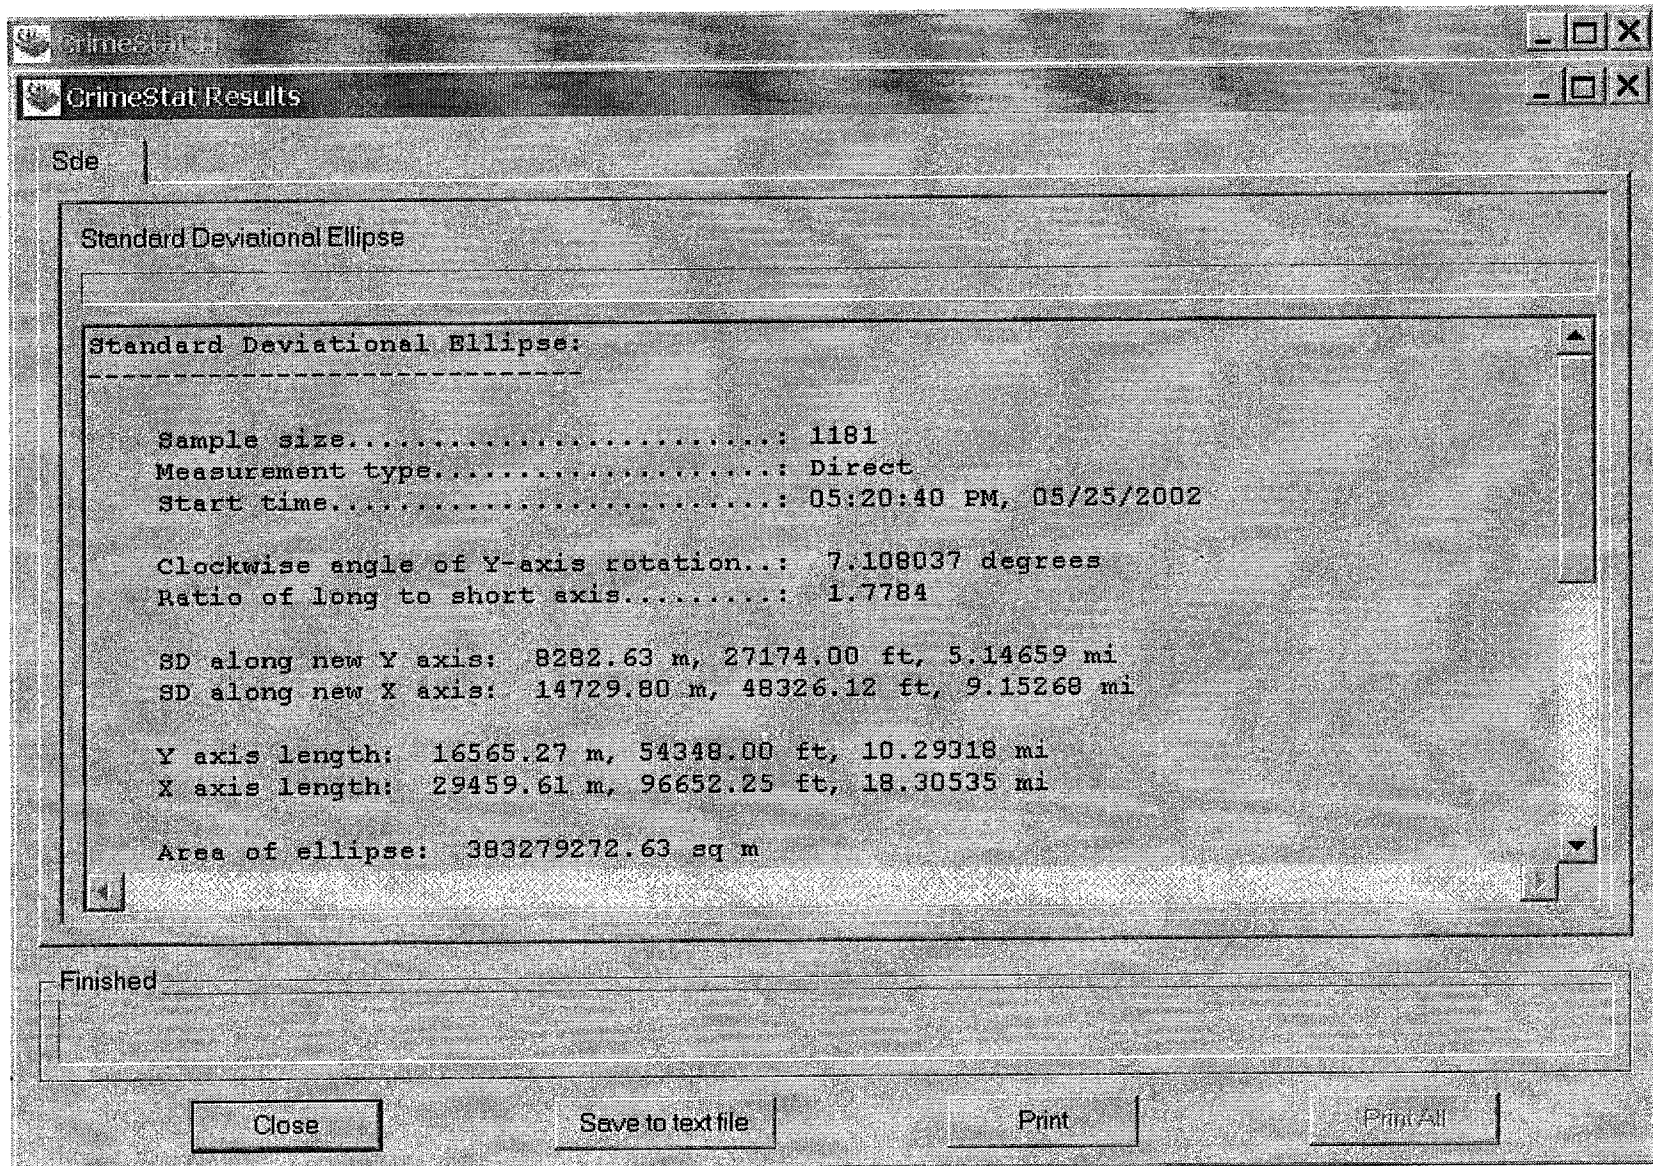 CrimeStat II
CrimeStat Results
Sde
Standard Deviational Ellipse
Standard Deviational Ellipse:
-----------------------------
Sample size.........................: 1181
Measurement type....................: Direct
Start time..........................: 05:20:40 PM, 05/25/2002
Clockwise angle of Y-axis rotation..: 7.108037 degrees
Ratio of long to short axis.........: 1.7784
SD along new Y axis: 8282.63 m, 27174.00 ft, 5.14659 mi
SD along new X axis: 14729.80 m, 48326.12 ft, 9.15268 mi
Y axis length: 16565.27 m, 54348.00 ft, 10.29318 mi
X axis length: 29459.61 m, 96652.25 ft, 18.30535 mi
Area of ellipse: 383279272.63 sq m
Finished
Close
Save to text file
Print
Print All